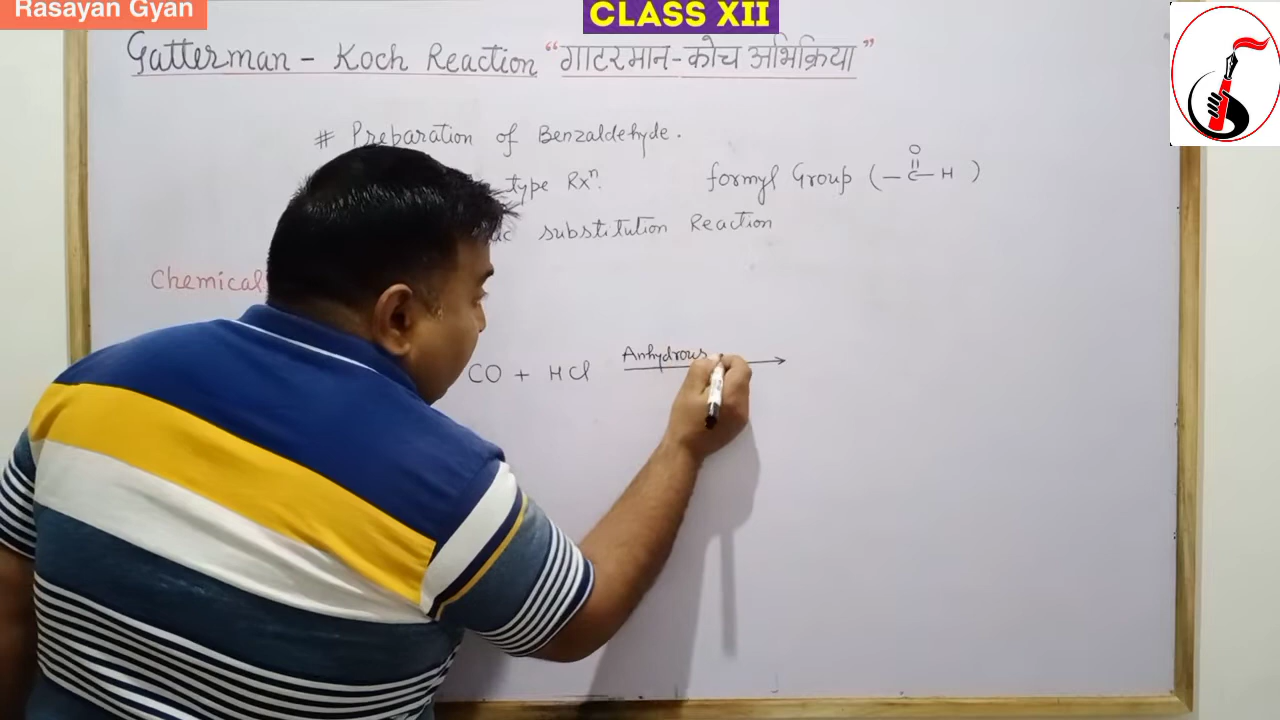 Rasayan Gyan
CLASS XII
Gatterman - Koch Reaction “गाटरमान-कोच अभिक्रिया”
# Preparation of Benzaldehyde.
type Rxⁿ. formyl Group (-C-H)
O
substitution Reaction
Chemical
CO + HCl Anhydrous